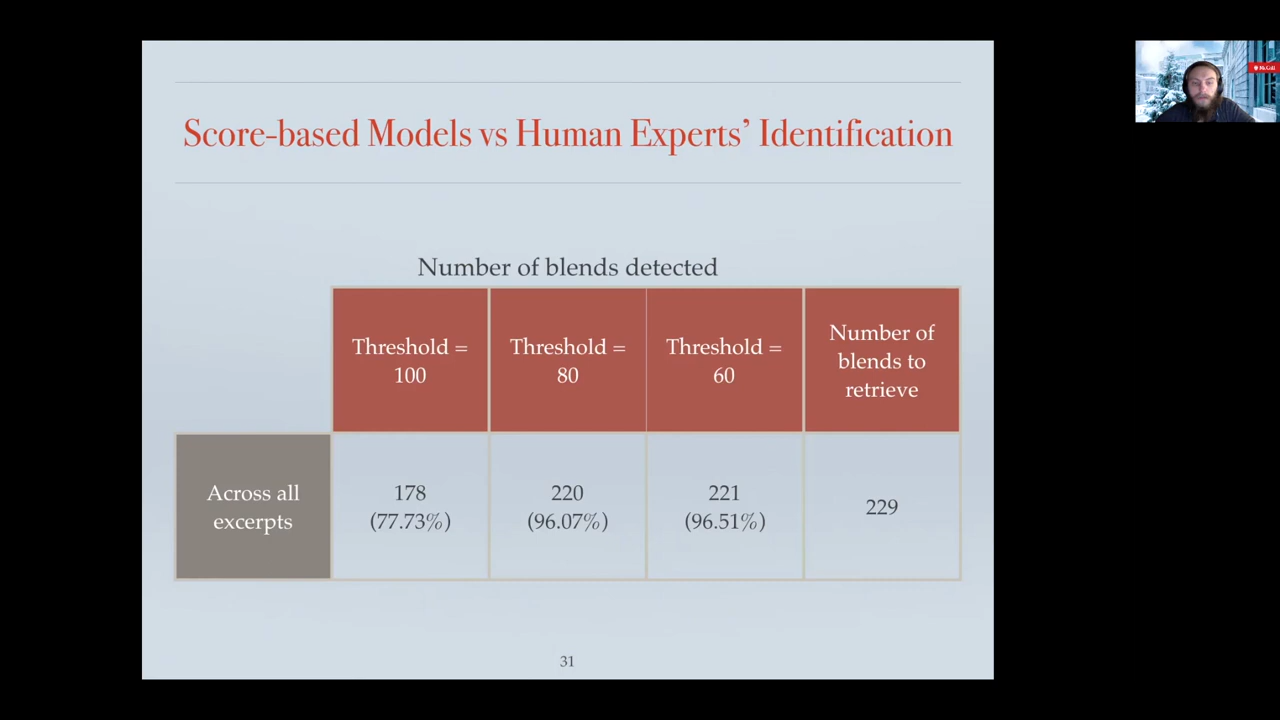 Score-based Models vs Human Experts’ Identification
Number of blends detected
Threshold =
100
Threshold =
80
Threshold =
60
Number of
blends to
retrieve
Across all
excerpts
178
(77.73%)
220
(96.07%)
221
(96.51%)
229
31
McGill